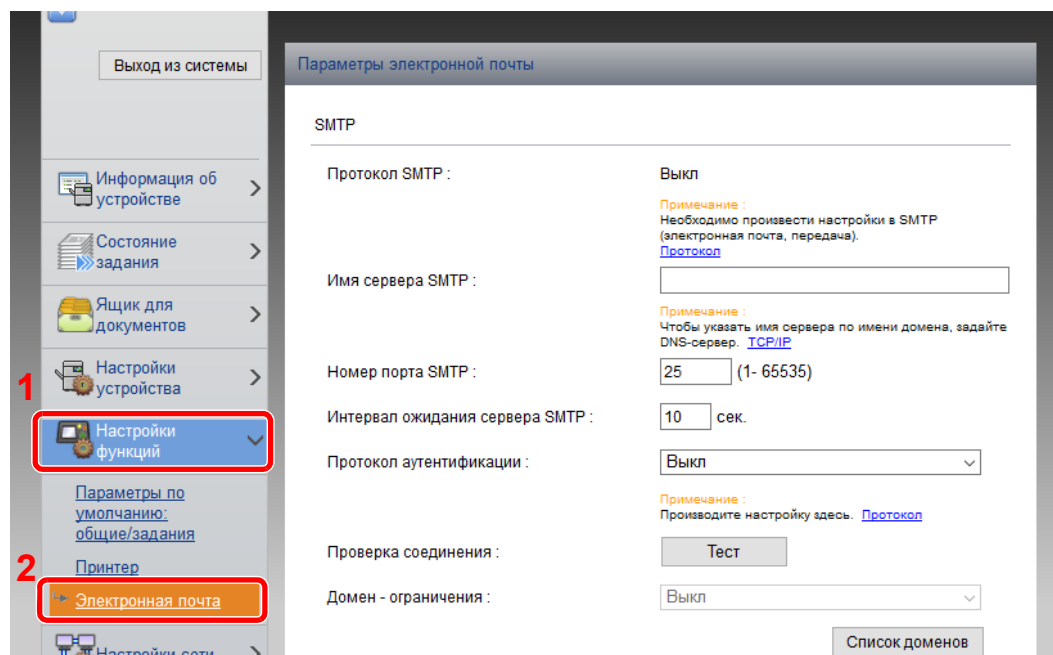 Выход из системы
Информация об
устройстве
Состояние
задания
Ящик для
документов
Настройки
устройства
1
Настройки
функций
Параметры по
умолчанию:
общие/задания
Принтер
2
Электронная почта
Настройки сети
Параметры электронной почты
SMTP
Протокол SMTP :
Выкл
Примечание :
Необходимо произвести настройки в SMTP
(электронная почта, передача).
Протокол
Имя сервера SMTP :
Примечание :
Чтобы указать имя сервера по имени домена, задайте
DNS-сервер. TCP/IP
Номер порта SMTP :
25 (1- 65535)
Интервал ожидания сервера SMTP :
10 сек.
Протокол аутентификации :
Выкл
Примечание :
Производите настройку здесь. Протокол
Проверка соединения :
Тест
Домен - ограничения :
Выкл
Список доменов